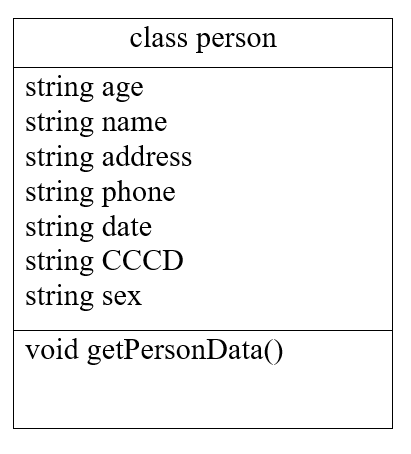 class person
string age
string name
string address
string phone
string date
string CCCD
string sex
void getPersonData()